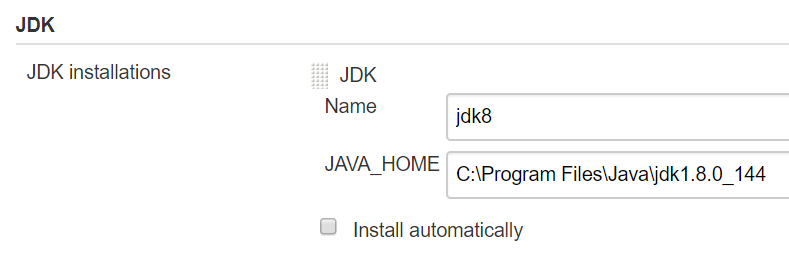 JDK
JDK installations
JDK
Name
jdk8
JAVA_HOME
C:\Program Files\Java\jdk1.8.0_144
Install automatically